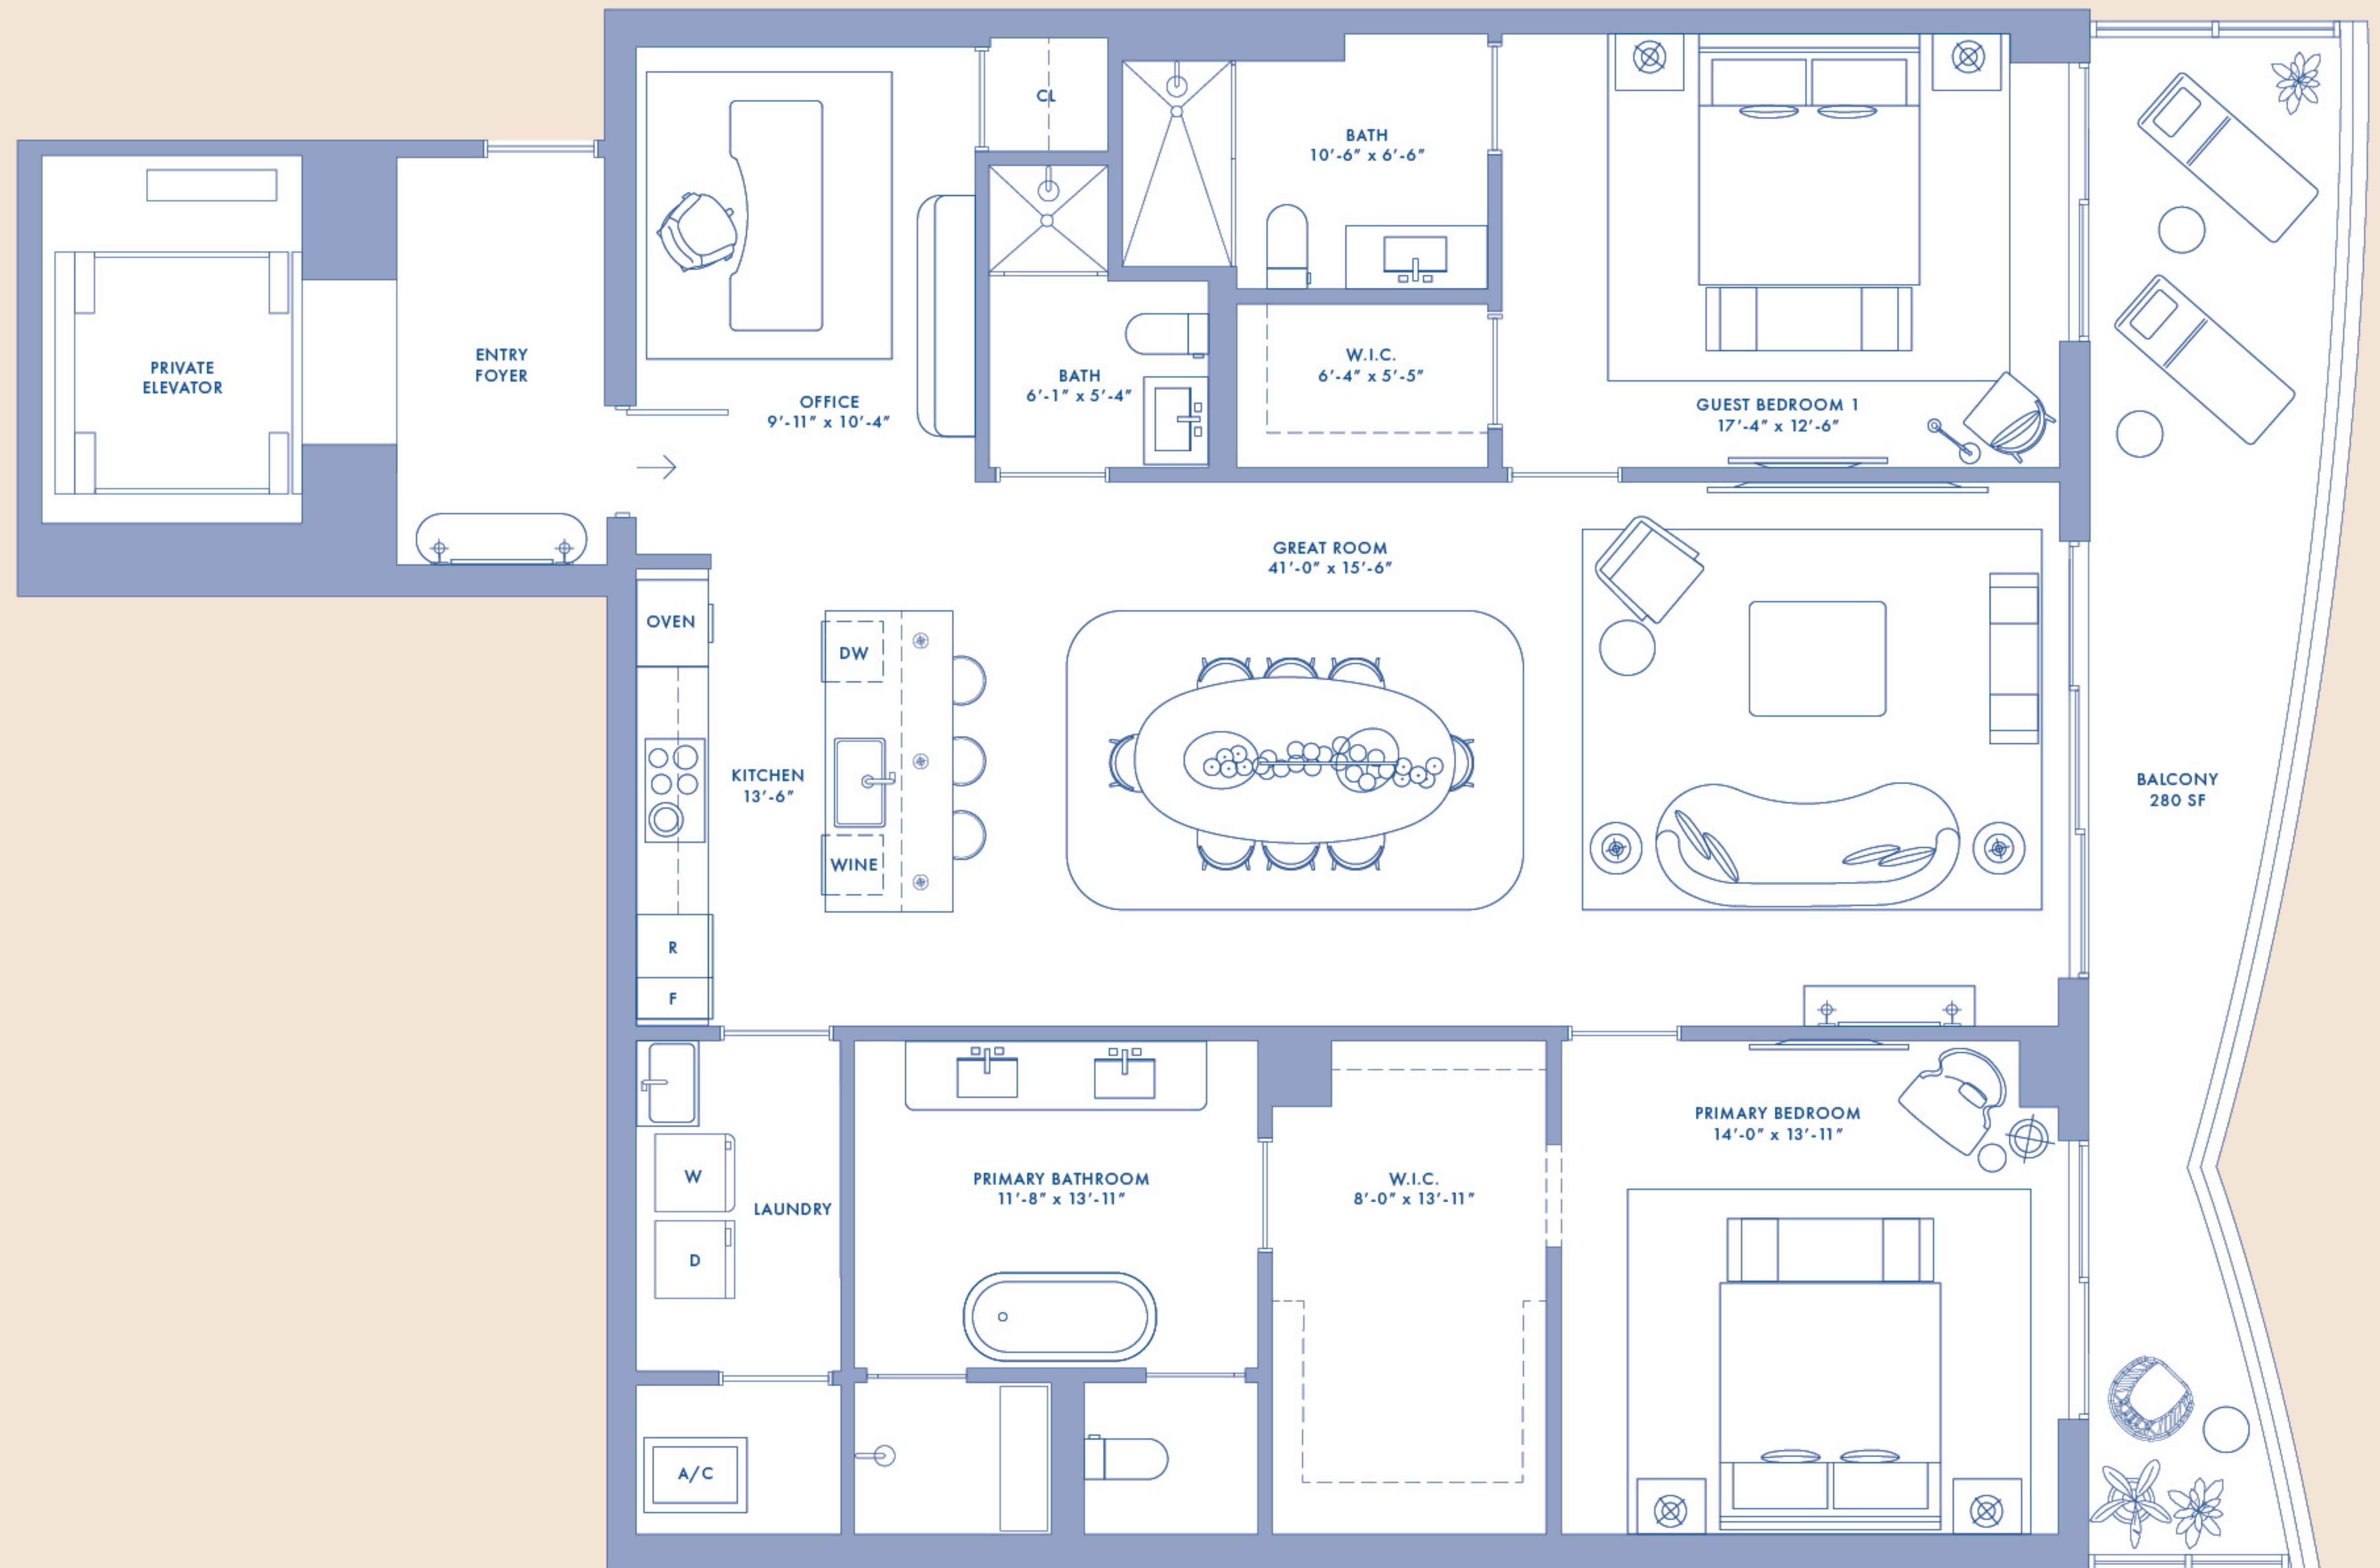 CL
BATH
10'-6" x 6'-6"
PRIVATE
ELEVATOR
ENTRY
FOYER
OFFICE
9'-11" x 10'-4"
BATH
6'-1" x 5'-4"
W.I.C.
6'-4" x 5'-5"
GUEST BEDROOM 1
17'-4" x 12'-6"
GREAT ROOM
41'-0" x 15'-6"
OVEN
DW
KITCHEN
13'-6"
WINE
BALCONY
280 SF
R
F
PRIMARY BEDROOM
14'-0" x 13'-11"
W
LAUNDRY
D
PRIMARY BATHROOM
11'-8" x 13'-11"
W.I.C.
8'-0" x 13'-11"
A/C